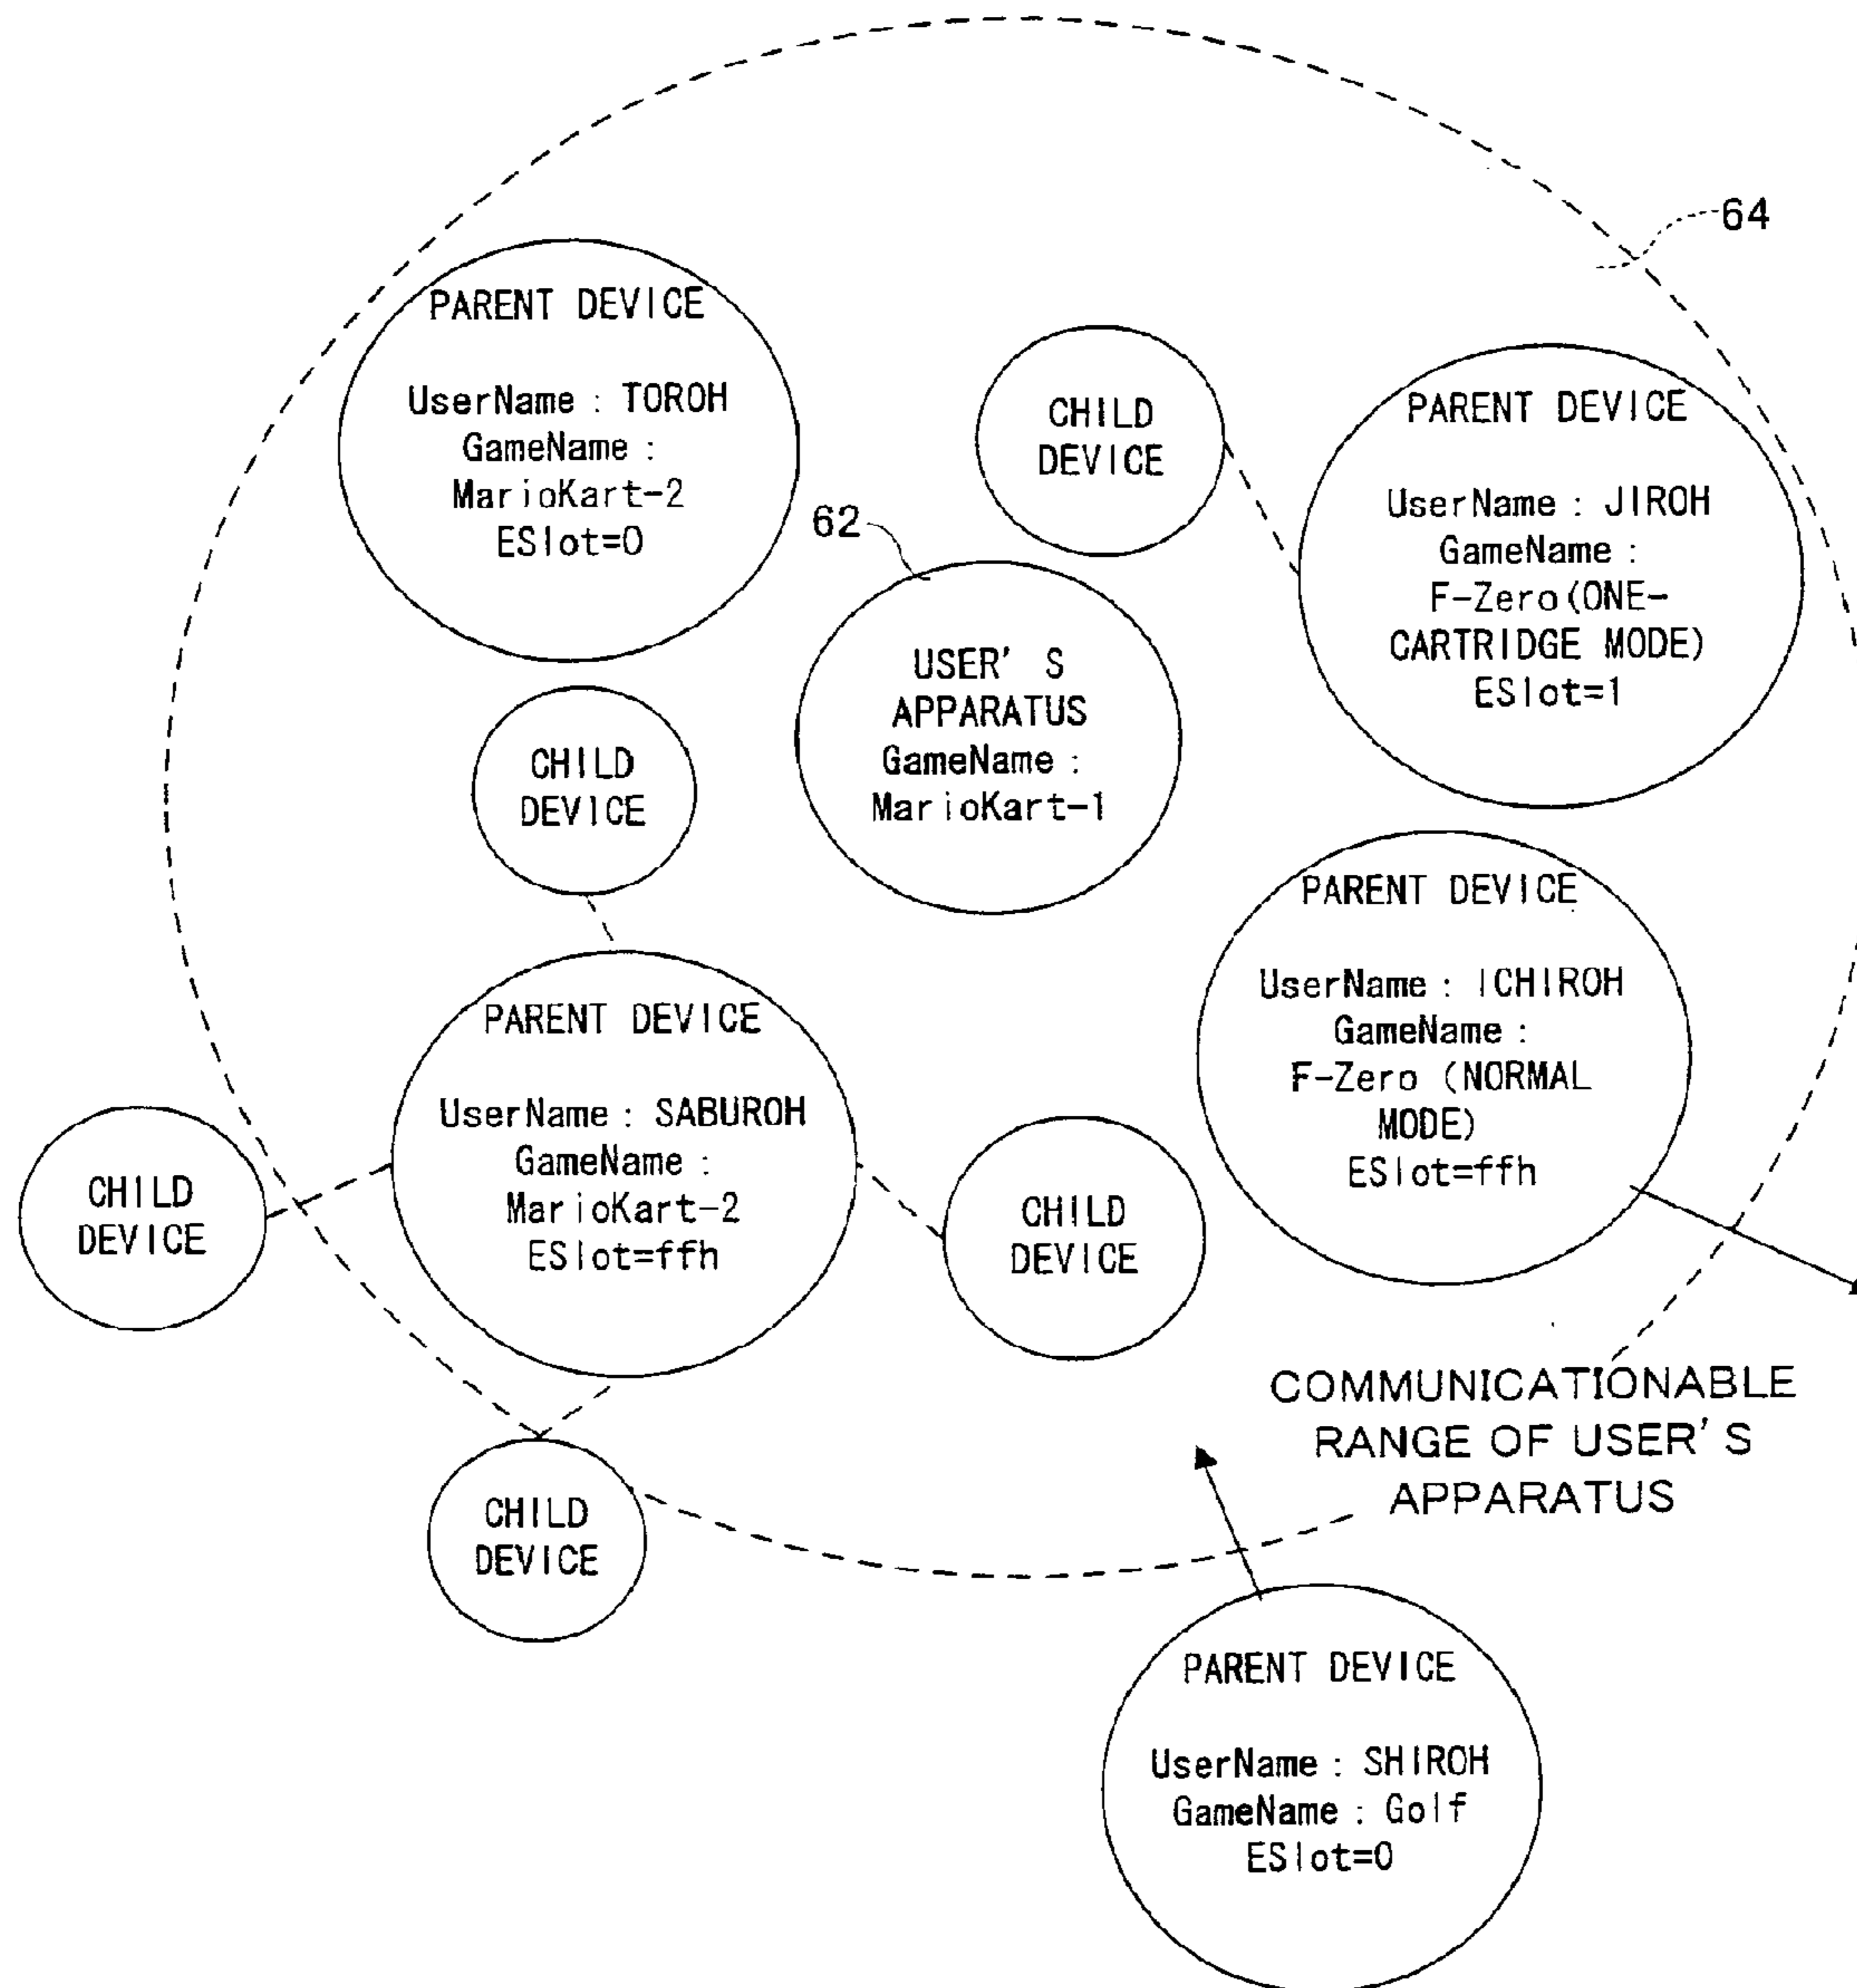 64
PARENT DEVICE
UserName : TOROH
GameName :
MarioKart-2
ESlot=0
CHILD
DEVICE
PARENT DEVICE
UserName : JIROH
GameName :
F-Zero(ONE-
CARTRIDGE MODE)
ESlot=1
62
USER'S
APPARATUS
GameName :
MarioKart-1
CHILD
DEVICE
PARENT DEVICE
UserName : ICHIROH
GameName :
F-Zero (NORMAL
MODE)
ESlot=ffh
PARENT DEVICE
UserName : SABUROH
GameName :
MarioKart-2
ESlot=ffh
CHILD
DEVICE
CHILD
DEVICE
COMMUNICATIONABLE
RANGE OF USER'S
APPARATUS
CHILD
DEVICE
PARENT DEVICE
UserName : SHIROH
GameName : Golf
ESlot=0